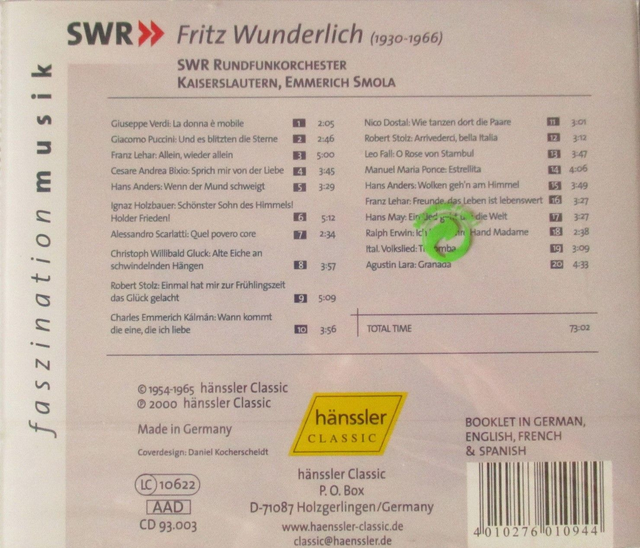 SWR Fritz Wunderlich (1930-1966)
SWR RUNDFUNKORCHESTER
KAISERSLAUTERN, EMMERICH SMOLA
faszination musik
Giuseppe Verdi: La donna è mobile 1 2:05
Giacomo Puccini: Und es blitzten die Sterne 2 2:46
Franz Lehar: Allein, wieder allein 3 5:00
Cesare Andrea Bixio: Sprich mir von der Liebe 4 3:45
Hans Anders: Wenn der Mund schweigt 5 3:29
Ignaz Holzbauer: Schönster Sohn des Himmels!
Holder Frieden! 6 5:12
Alessandro Scarlatti: Quel povero core 7 2:34
Christoph Willibald Gluck: Alte Eiche an
schwindelnden Hängen 8 3:57
Robert Stolz: Einmal hat mir zur Frühlingszeit
das Glück gelacht 9 5:09
Charles Emmerich Kálmán: Wann kommt
die eine, die ich liebe 10 3:56
Nico Dostal: Wie tanzen dort die Paare 11 3:01
Robert Stolz: Arrivederci, bella Italia 12 3:12
Leo Fall: O Rose von Stambul 13 3:47
Manuel Maria Ponce: Estrellita 14 4:06
Hans Anders: Wolken geh'n am Himmel 15 3:49
Franz Lehar: Freunde, das Leben ist lebenswert 16 3:27
Hans May: Ein die Welt 17 3:27
Ralph Erwin: Hand Madame 18 2:38
Ital. Volkslied: 19 3:09
Agustin Lara: Granada 20 4:33
TOTAL TIME 73:02
© 1954-1965 hänssler Classic
℗ 2000 hänssler Classic
Made in Germany
Coverdesign: Daniel Kocherscheidt
LC 10622
AAD
CD 93.003
hänssler
CLASSIC
hänssler Classic
P.O. Box
D-71087 Holzgerlingen/Germany
www.haenssler-classic.de
classic@haenssler.de
BOOKLET IN GERMAN,
ENGLISH, FRENCH
& SPANISH
4 010276 010944